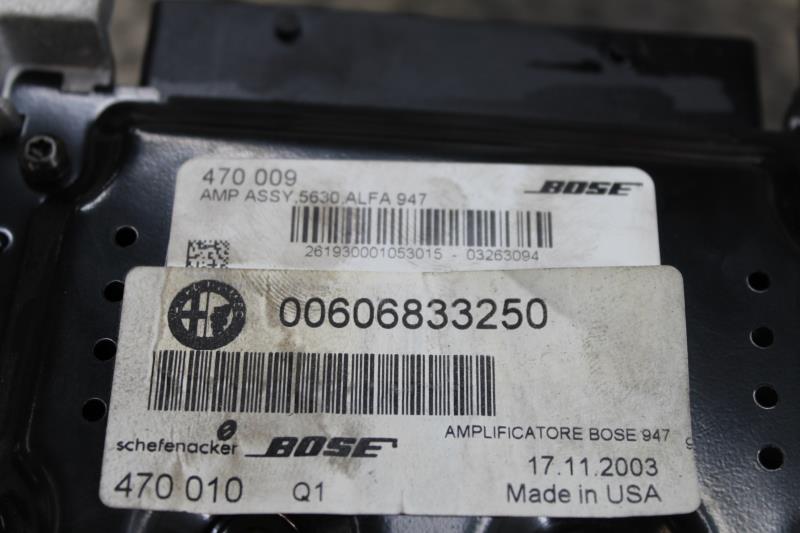 470 009
BOSE
AMP ASSY,5630,ALFA 947
261930001053015 - 03263094
00606833250
schefenacker
BOSE
AMPLIFICATORE BOSE 947
470 010
Q1
17.11.2003
Made in USA